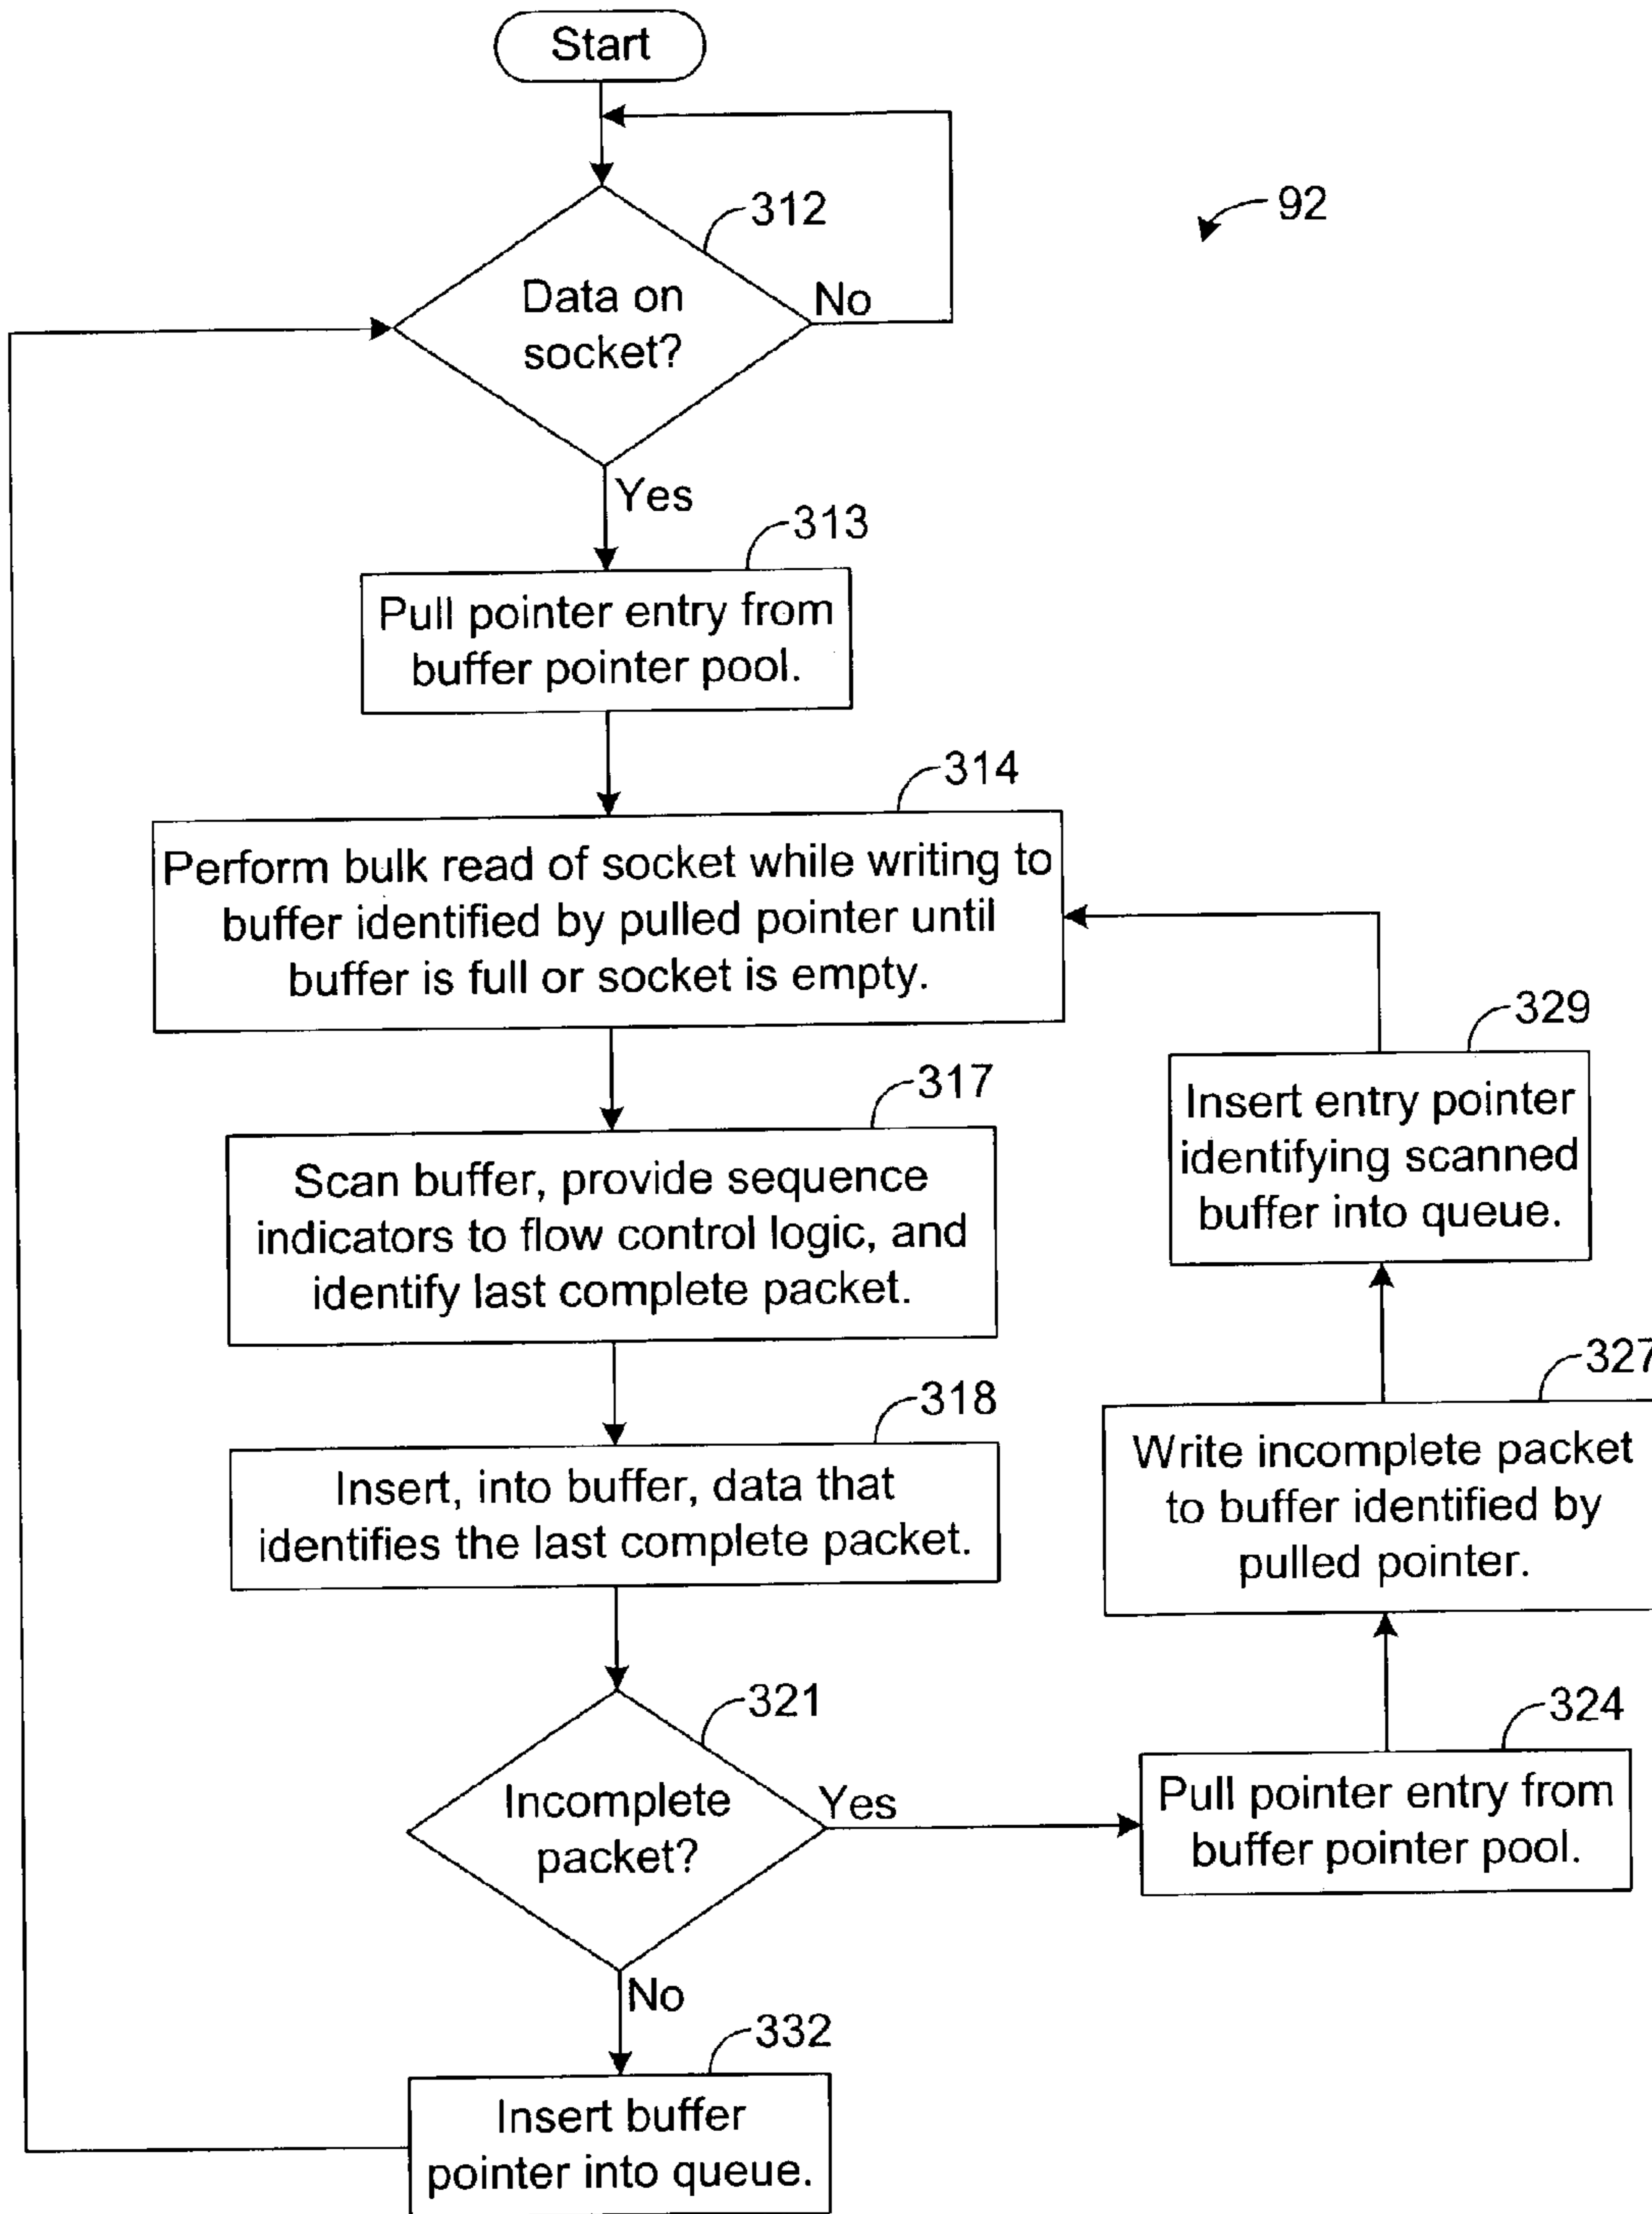 Start
92
312
Data on
socket?
No
Yes
313
Pull pointer entry from
buffer pointer pool.
314
Perform bulk read of socket while writing to
buffer identified by pulled pointer until
buffer is full or socket is empty.
317
Scan buffer, provide sequence
indicators to flow control logic, and
identify last complete packet.
318
Insert, into buffer, data that
identifies the last complete packet.
321
Incomplete
packet?
Yes
No
324
Pull pointer entry from
buffer pointer pool.
327
Write incomplete packet
to buffer identified by
pulled pointer.
329
Insert entry pointer
identifying scanned
buffer into queue.
332
Insert buffer
pointer into queue.